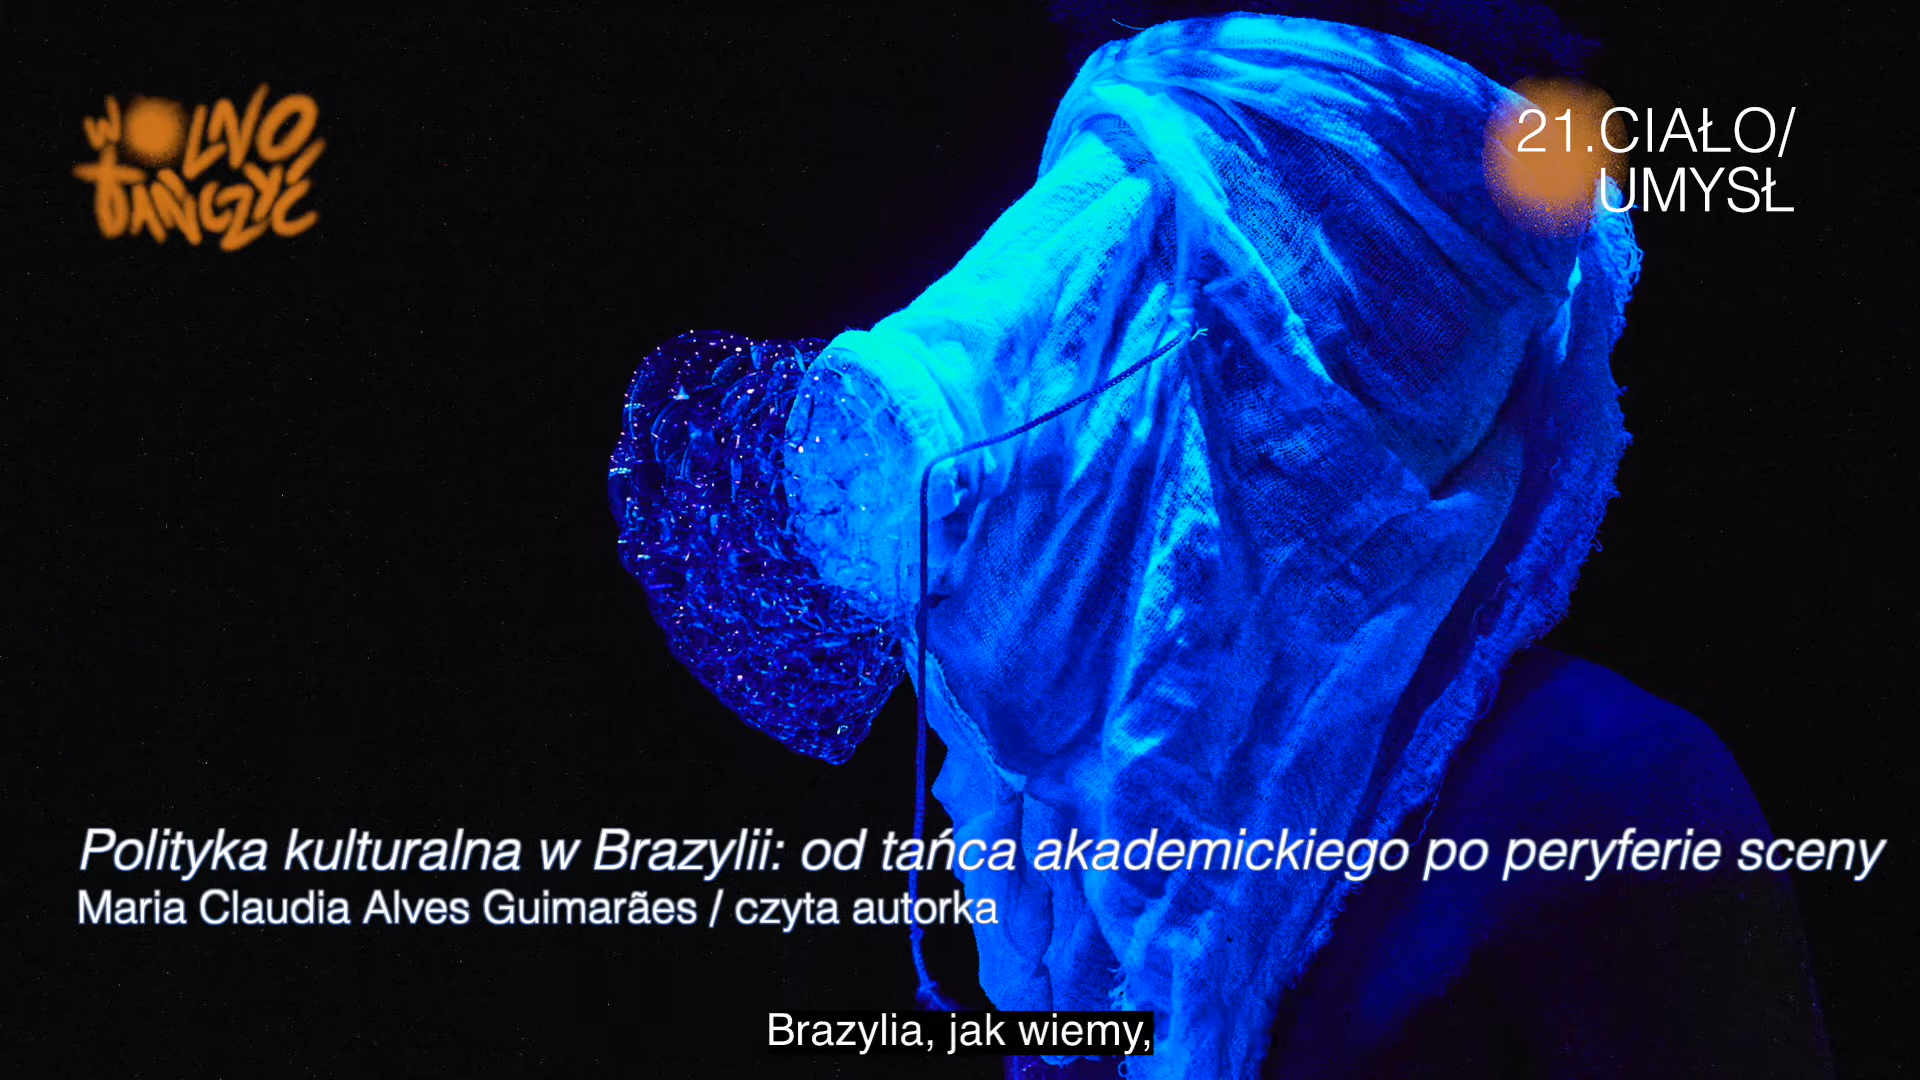 WOLNO
TAŃCZYĆ
21.CIAŁO/
UMYSŁ
Polityka kulturalna w Brazylii: od tańca akademickiego po peryferie sceny
Maria Claudia Alves Guimarães / czyta autorka
Brazylia, jak wiemy,